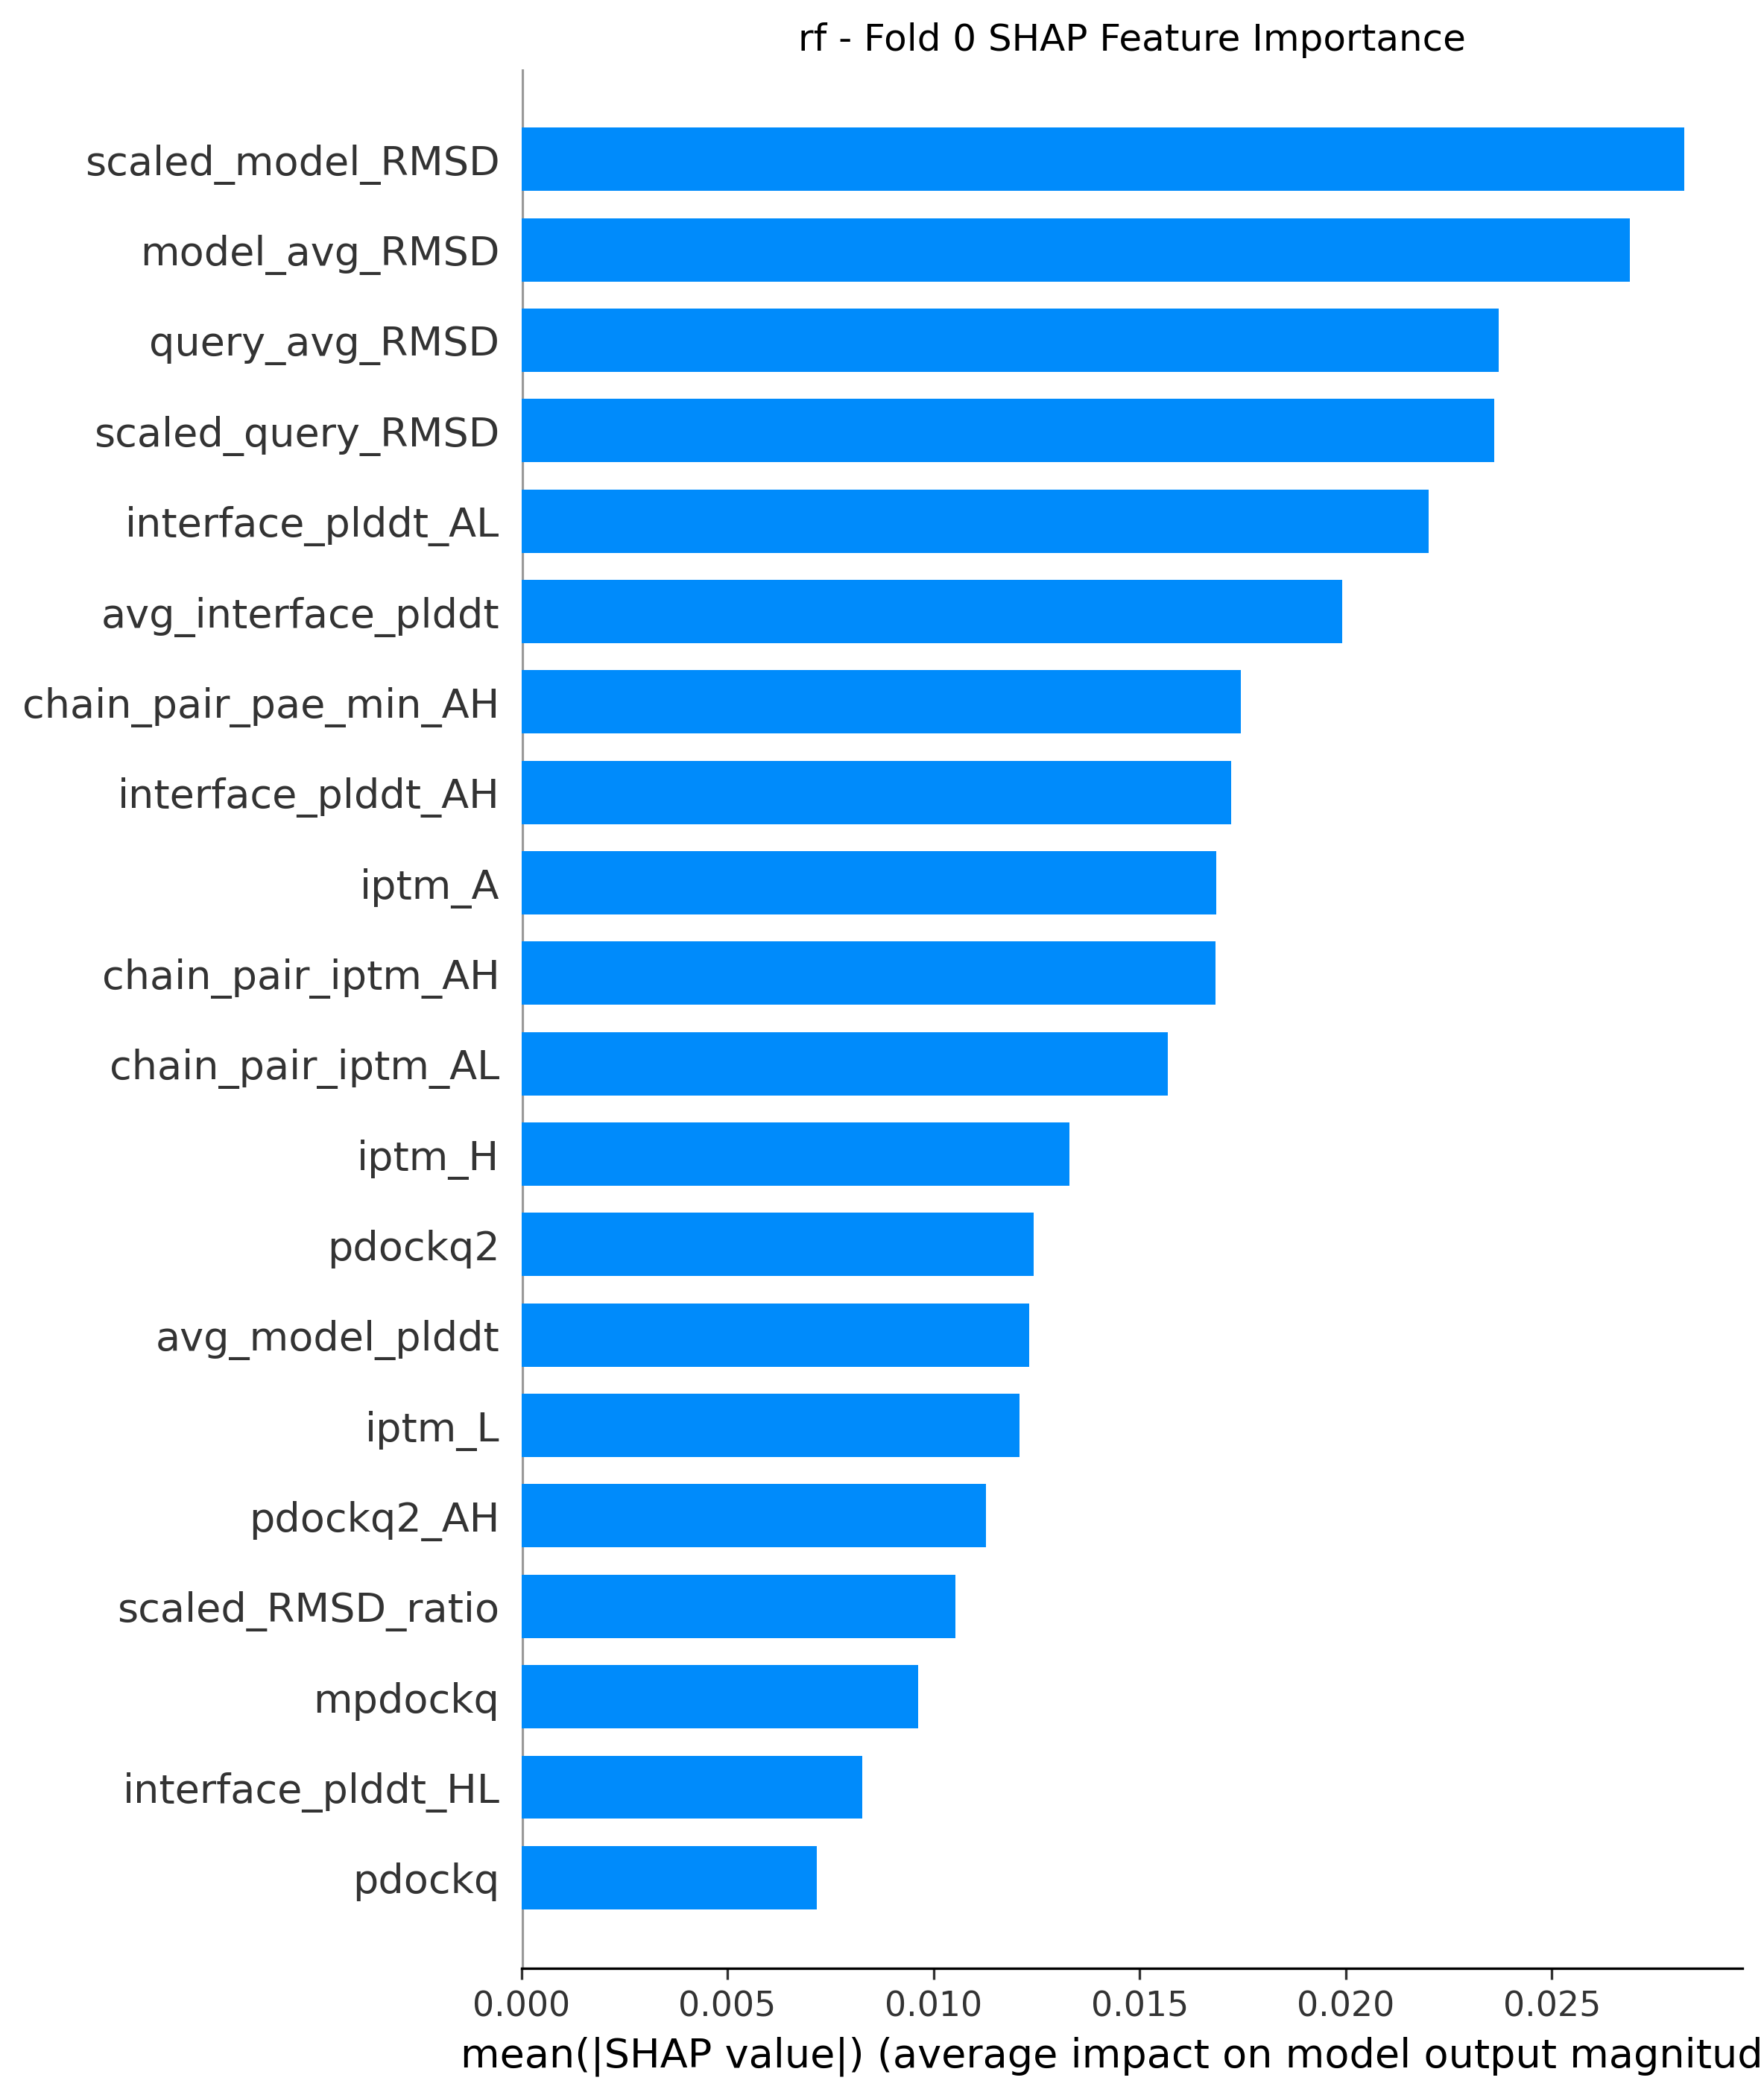 rf - Fold 0 SHAP Feature Importance
scaled_model_RMSD
model_avg_RMSD
query_avg_RMSD
scaled_query_RMSD
interface_plddt_AL
avg_interface_plddt
chain_pair_pae_min_AH
interface_plddt_AH
iptm_A
chain_pair_iptm_AH
chain_pair_iptm_AL
iptm_H
pdockq2
avg_model_plddt
iptm_L
pdockq2_AH
scaled_RMSD_ratio
mpdockq
interface_plddt_HL
pdockq
0.000 0.005 0.010 0.015 0.020 0.025
mean(|SHAP value|) (average impact on model output magnitud